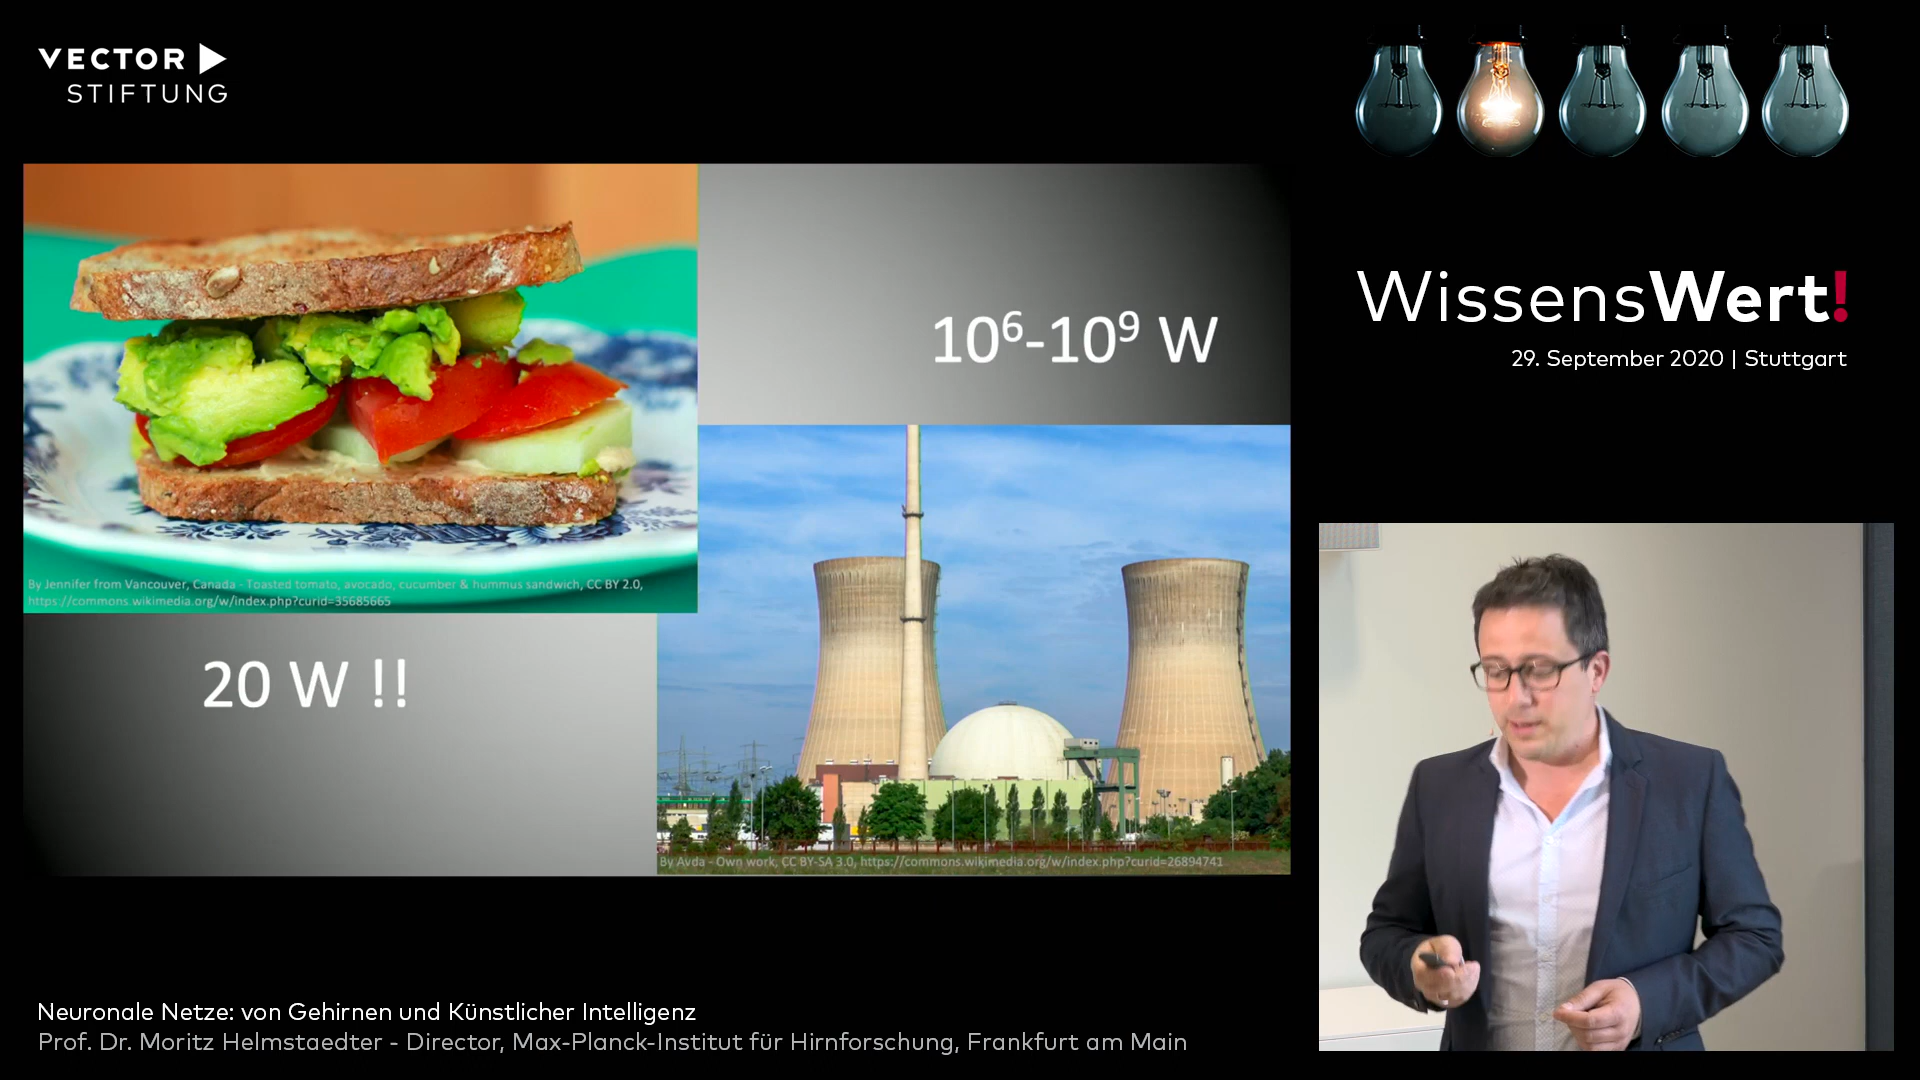 VECTOR
STIFTUNG
WissensWert!
29. September 2020 | Stuttgart
10⁶-10⁹ W
By Jennifer from Vancouver, Canada - Toasted tomato, avocado, cucumber & hummus sandwich, CC BY 2.0,
https://commons.wikimedia.org/w/index.php?curid=35685665
20 W !!
By Avda - Own work, CC BY-SA 3.0, https://commons.wikimedia.org/w/index.php?curid=26894741
Neuronale Netze: von Gehirnen und Künstlicher Intelligenz
Prof. Dr. Moritz Helmstaedter - Director, Max-Planck-Institut für Hirnforschung, Frankfurt am Main